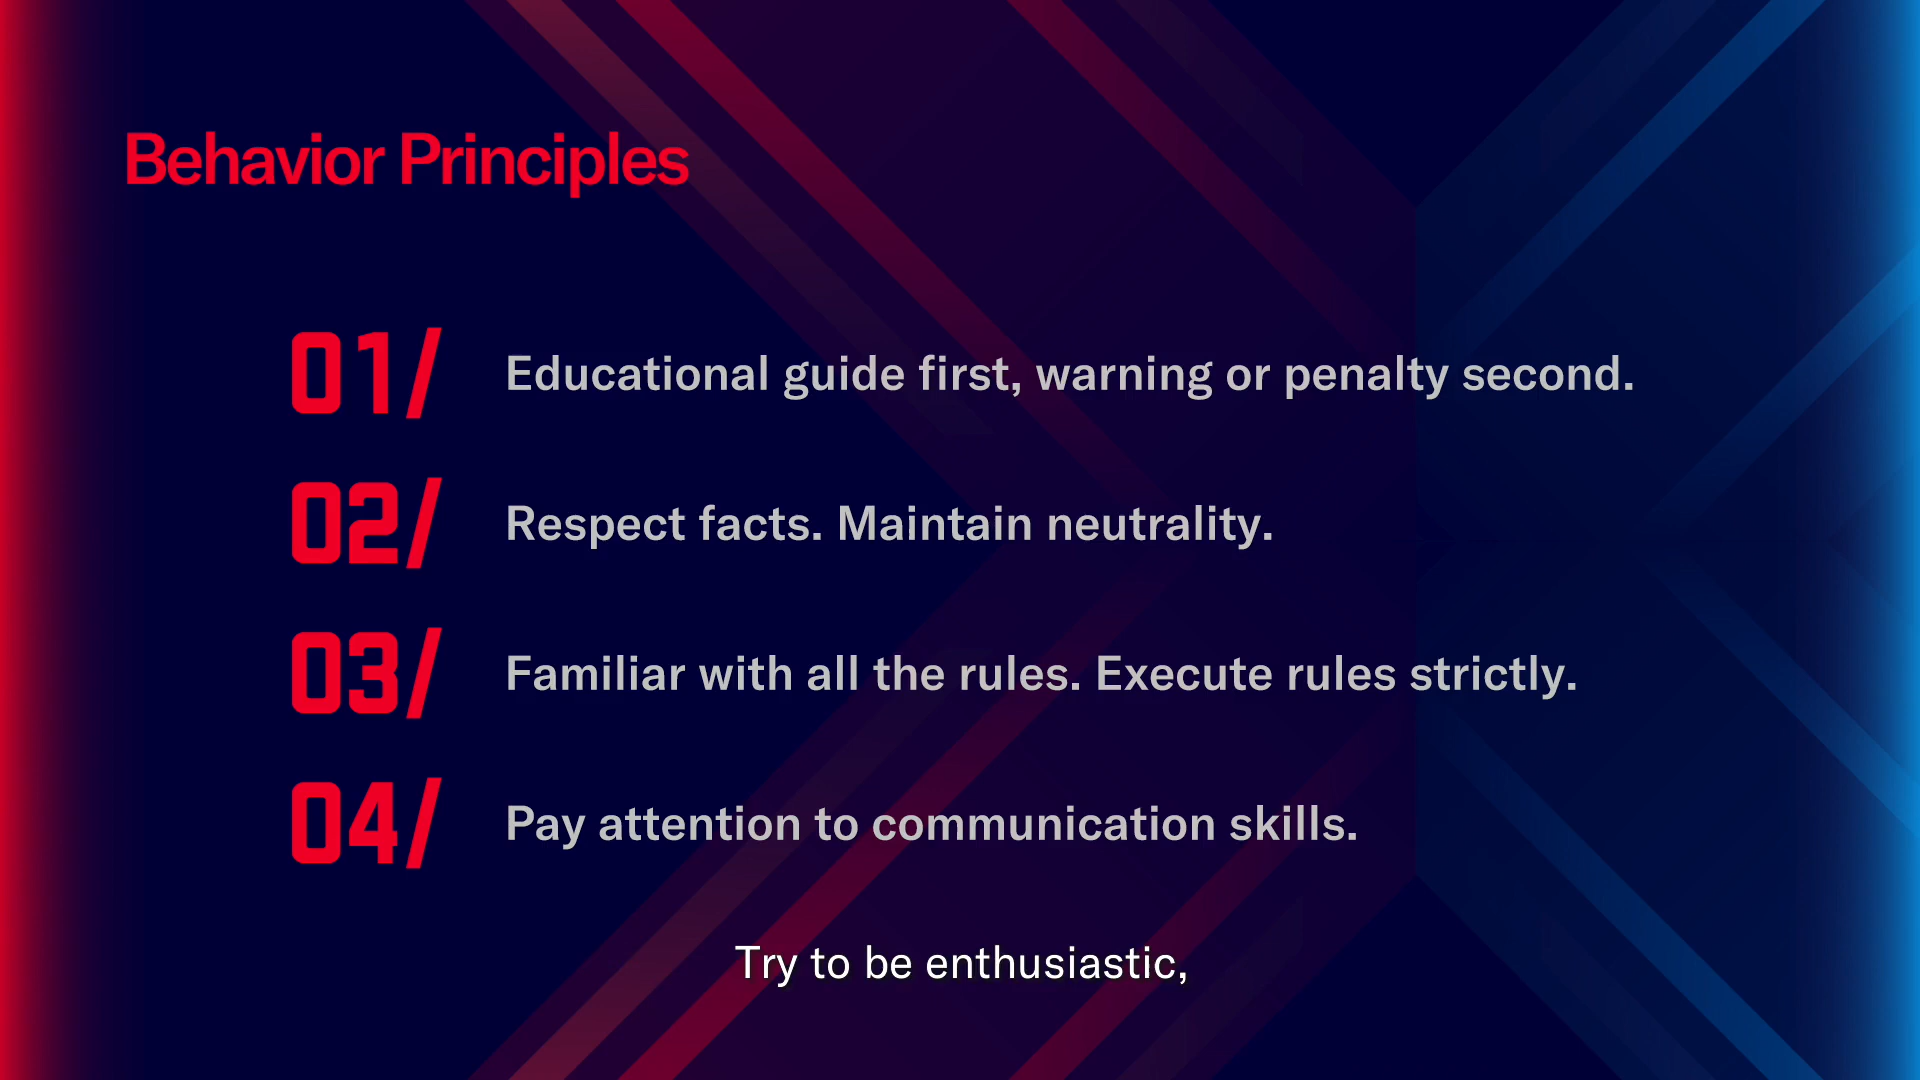 Behavior Principles
01/ Educational guide first, warning or penalty second.
02/ Respect facts. Maintain neutrality.
03/ Familiar with all the rules. Execute rules strictly.
04/ Pay attention to communication skills.
Try to be enthusiastic,